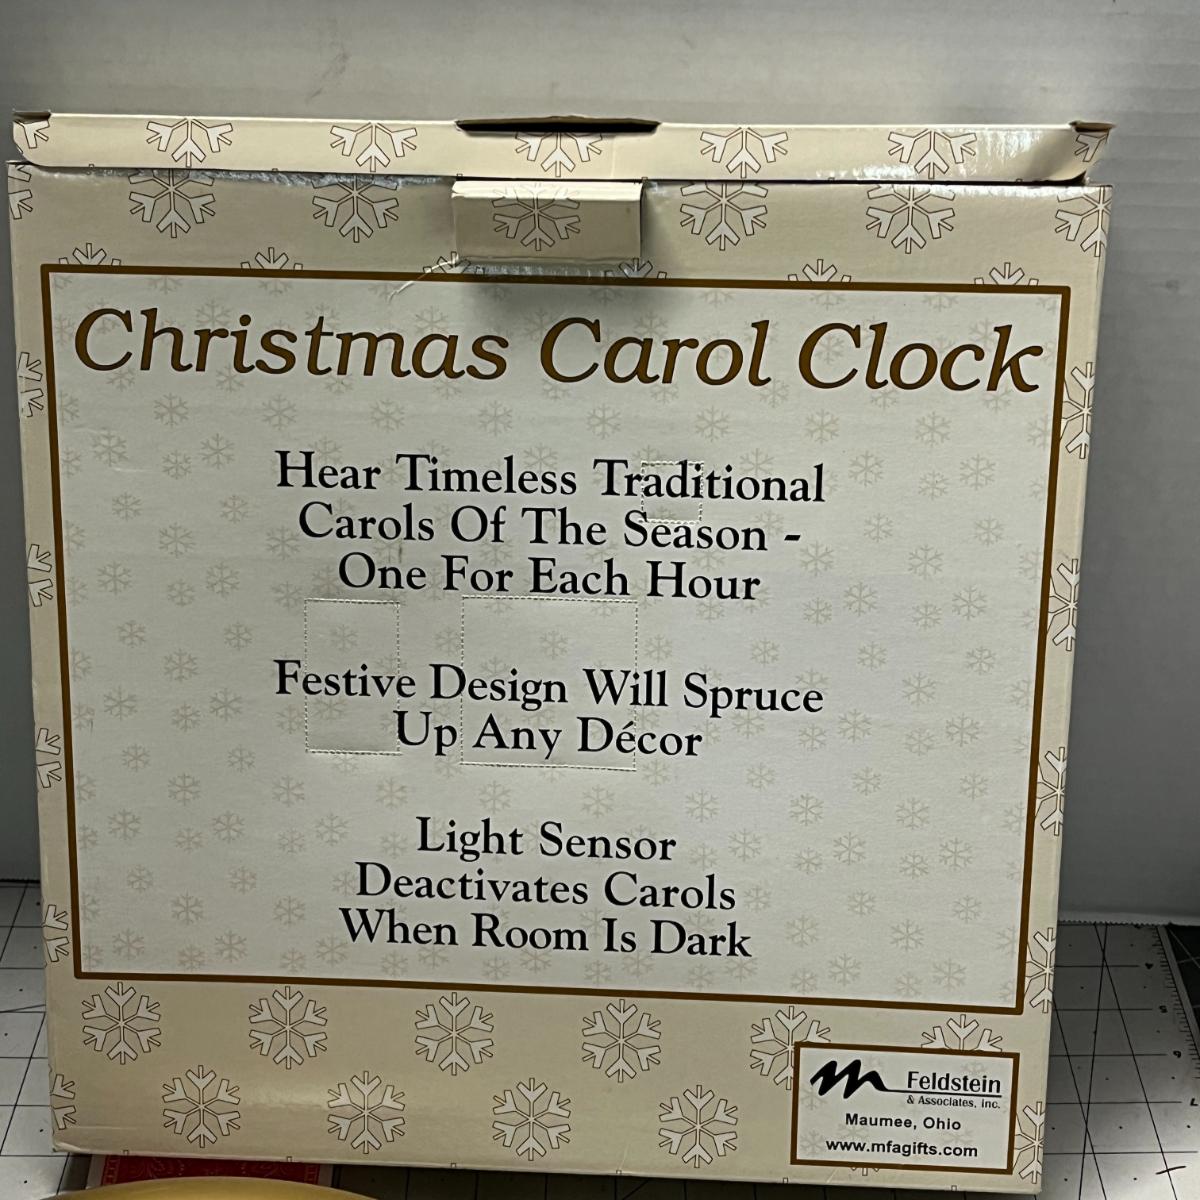 Christmas Carol Clock
Hear Timeless Traditional
Carols Of The Season -
One For Each Hour
Festive Design Will Spruce
Up Any Décor
Light Sensor
Deactivates Carols
When Room Is Dark
Feldstein
& Associates, Inc.
Maumee, Ohio
www.mfagifts.com